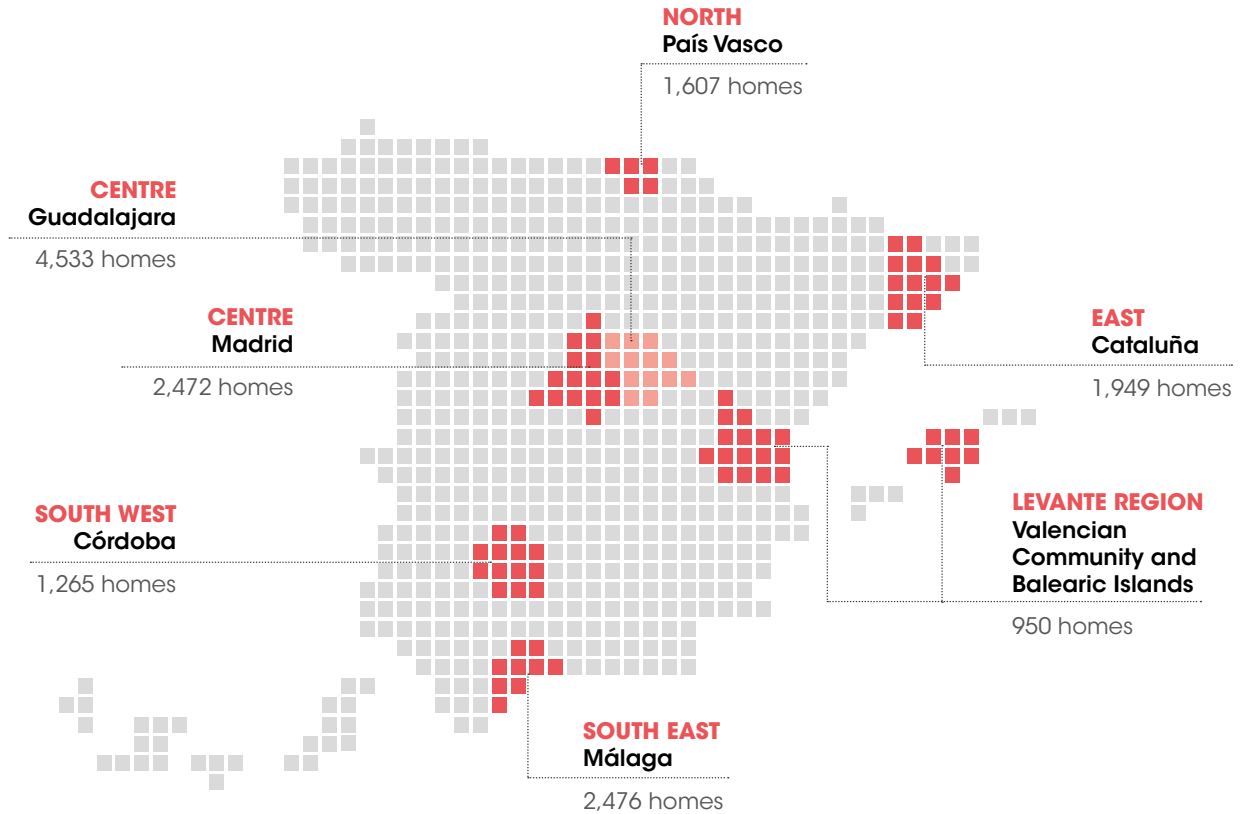 NORTH
País Vasco
1,607 homes
CENTRE
Guadalajara
4,533 homes
CENTRE
Madrid
2,472 homes
EAST
Cataluña
1,949 homes
SOUTH WEST
Córdoba
1,265 homes
LEVANTE REGION
Valencian
Community and
Balearic Islands
950 homes
SOUTH EAST
Málaga
2,476 homes